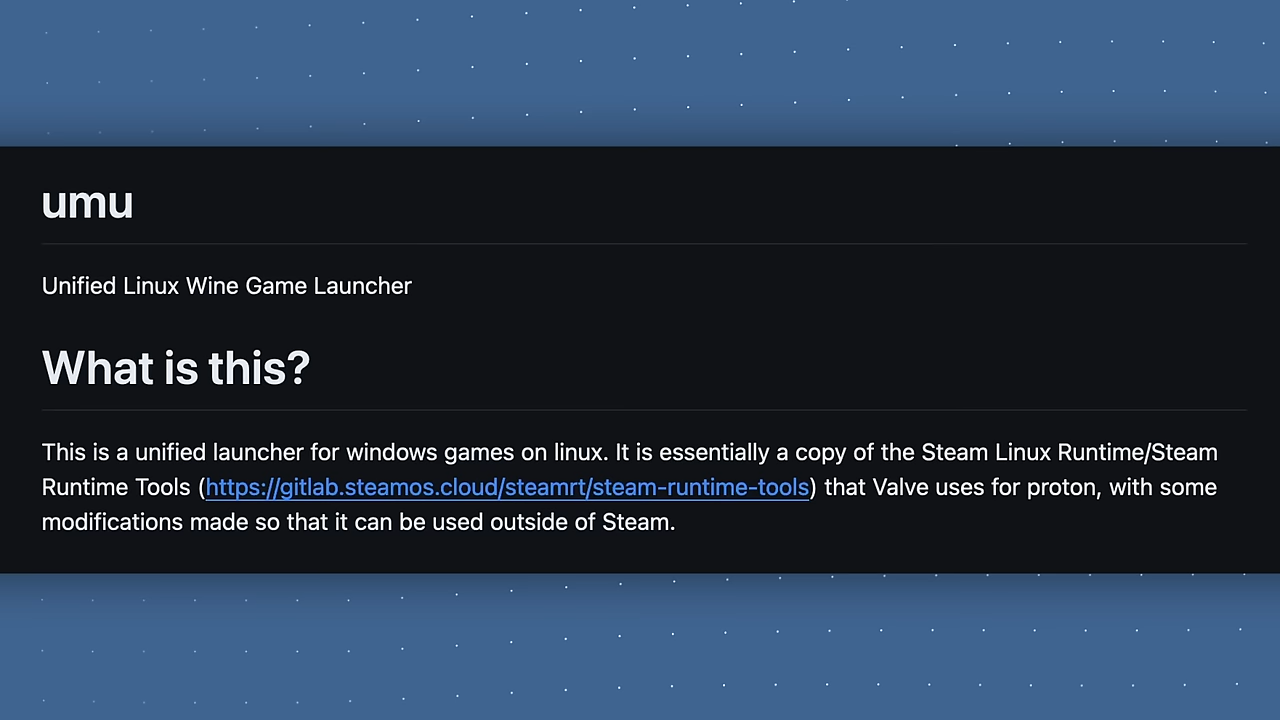 umu
Unified Linux Wine Game Launcher
What is this?
This is a unified launcher for windows games on linux. It is essentially a copy of the Steam Linux Runtime/Steam
Runtime Tools (https://gitlab.steamos.cloud/steamrt/steam-runtime-tools) that Valve uses for proton, with some
modifications made so that it can be used outside of Steam.